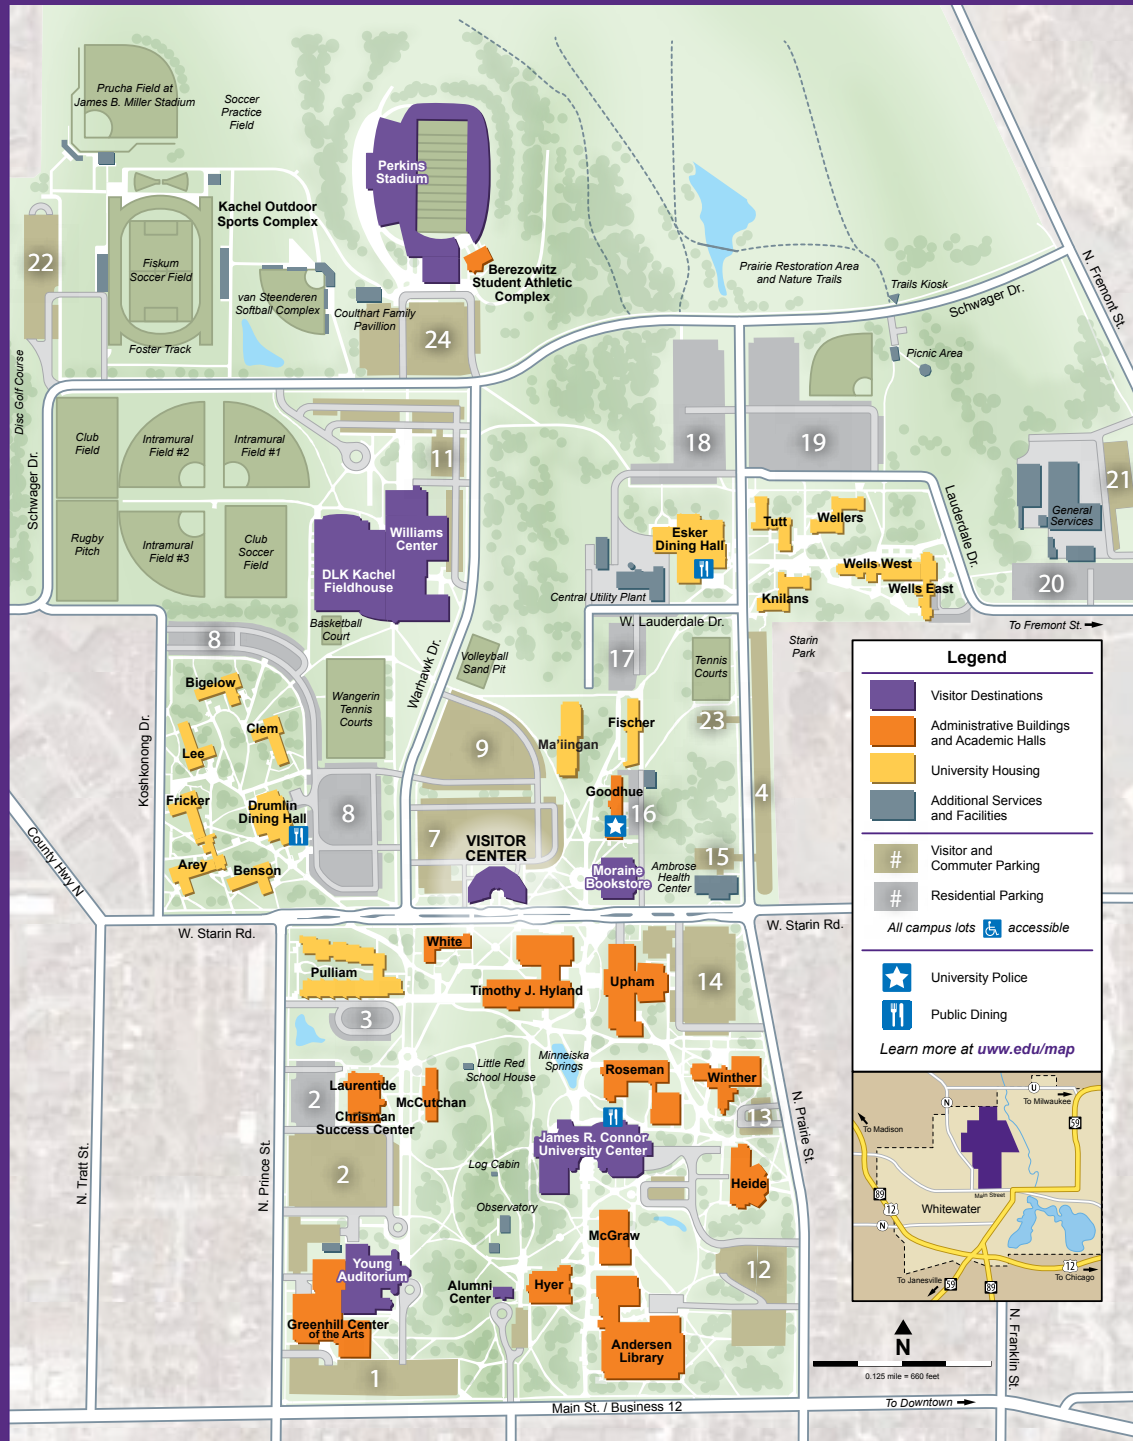 Prucha Field at
James B. Miller Stadium
Soccer
Practice
Field
Perkins
Stadium
Kachel Outdoor
Sports Complex
22
Fiskum
Soccer Field
van Steenderen
Softball Complex
Foster Track
Coulthart Family
Pavillion
Berezowitz
Student Athletic
Complex
24
Prairie Restoration Area
and Nature Trails
Trails Kiosk
Schwager Dr.
N. Fremont St.
Picnic Area
Disc Golf Course
Schwager Dr.
Club
Field
Intramural
Field #2
Intramural
Field #1
11
18
19
21
Rugby
Pitch
Intramural
Field #3
Club
Soccer
Field
Williams
Center
DLK Kachel
Fieldhouse
Esker
Dining Hall
Tutt
Wellers
Lauderdale Dr.
General
Services
Wells West
Wells East
Knilans
20
Central Utility Plant
W. Lauderdale Dr.
To Fremont St.
Basketball
Court
8
Warhawk Dr.
Volleyball
Sand Pit
17
Tennis
Courts
Starin
Park
Bigelow
Clem
Lee
Wangerin
Tennis
Courts
Koshkonong Dr.
9
Ma'iingan
Fischer
23
4
Fricker
Drumlin
Dining Hall
8
7
Goodhue
16
VISITOR
CENTER
Arey
Benson
Moraine
Bookstore
Ambrose
Health
Center
15
County Hwy N
W. Starin Rd.
W. Starin Rd.
Legend
Visitor Destinations
Administrative Buildings
and Academic Halls
University Housing
Additional Services
and Facilities
#
Visitor and
Commuter Parking
#
Residential Parking
All campus lots accessible
University Police
Public Dining
Learn more at uww.edu/map
Pulliam
White
Timothy J. Hyland
Upham
14
3
Little Red
School House
Minneiska
Springs
Roseman
Winther
2
Laurentide
McCutchan
Chrisman
Success Center
13
N. Prairie St.
James R. Connor
University Center
2
Log Cabin
Heide
N. Tratt St.
N. Prince St.
Observatory
McGraw
Young
Auditorium
Alumni
Center
Hyer
12
Greenhill Center
of the Arts
Andersen
Library
1
Main St. / Business 12
To Downtown
N. Franklin St.
N
0.125 mile = 660 feet
U
N
To Milwaukee
59
To Madison
89
12
N
Main Street
Whitewater
12
To Janesville
59
89
To Chicago